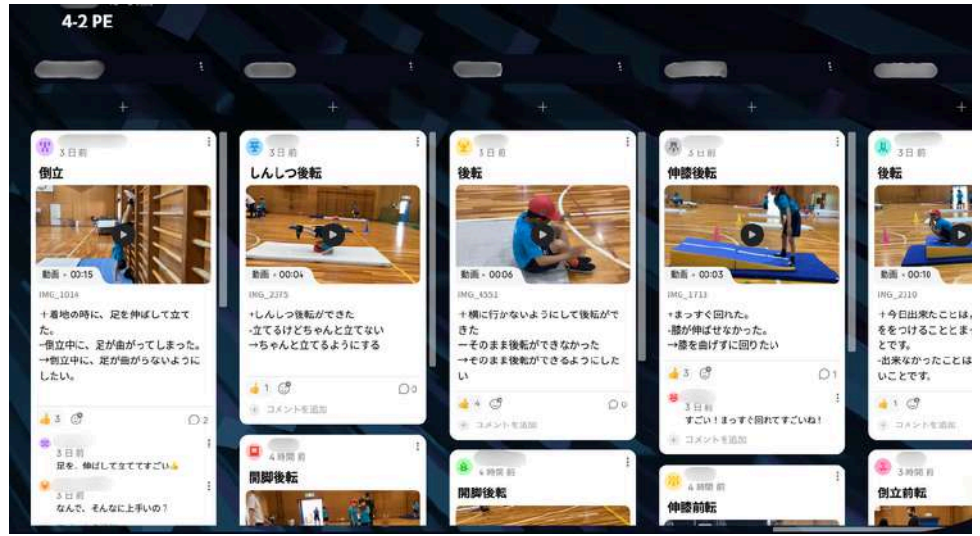 4-2 PE
3日前
倒立
動画・00:15
IMG_1014
+着地の時に、足を伸ばして立て
た。
-倒立中に、足が曲がってしまった。
→倒立中に、足が曲がらないように
したい。
3
2
3日前
足を、伸ばして立ててすごい👍
3日前
なんで、そんなに上手いの？
3日前
しんしつ後転
動画・00:04
IMG_2375
+しんしつ後転ができた
-立てるけどちゃんと立てない
→ちゃんと立てるようにする
1
0
コメントを追加
4時間前
開脚後転
3日前
後転
動画・00:06
IMG_4551
+横に行かないようにして後転がで
きた
ーそのまま後転ができなかった
→そのまま後転ができるようにした
い
4
0
コメントを追加
4時間前
開脚後転
3日前
伸膝後転
動画・00:03
IMG_1713
+まっすぐ回れた。
-膝が伸ばせなかった。
→膝を曲げずに回りたい
3
1
3日前
すごい！まっすぐ回れてすごいね！
コメントを追加
4時間前
伸膝前転
3日前
後転
動画・00:10
IMG_2310
+今日出来たことは、
ををつけることとまっ
とです。
-出来なかったことは
いことです。
1
コメントを追加
3時間前
倒立前転